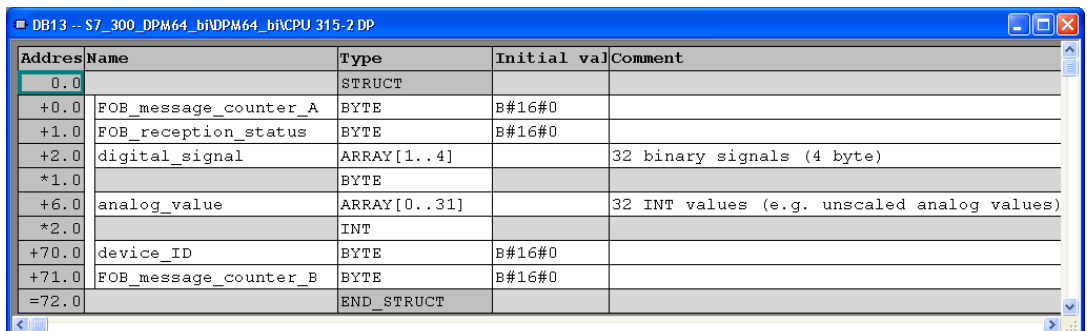 DB13 -- S7_300_DPM64_bi\DPM64_bi\CPU 315-2 DP
Addres Name Type Initial val Comment
0.0 STRUCT
+0.0 FOB_message_counter_A BYTE B#16#0
+1.0 FOB_reception_status BYTE B#16#0
+2.0 digital_signal ARRAY[1..4] 32 binary signals (4 byte)
*1.0 BYTE
+6.0 analog_value ARRAY[0..31] 32 INT values (e.g. unscaled analog values)
*2.0 INT
+70.0 device_ID BYTE B#16#0
+71.0 FOB_message_counter_B BYTE B#16#0
=72.0 END_STRUCT